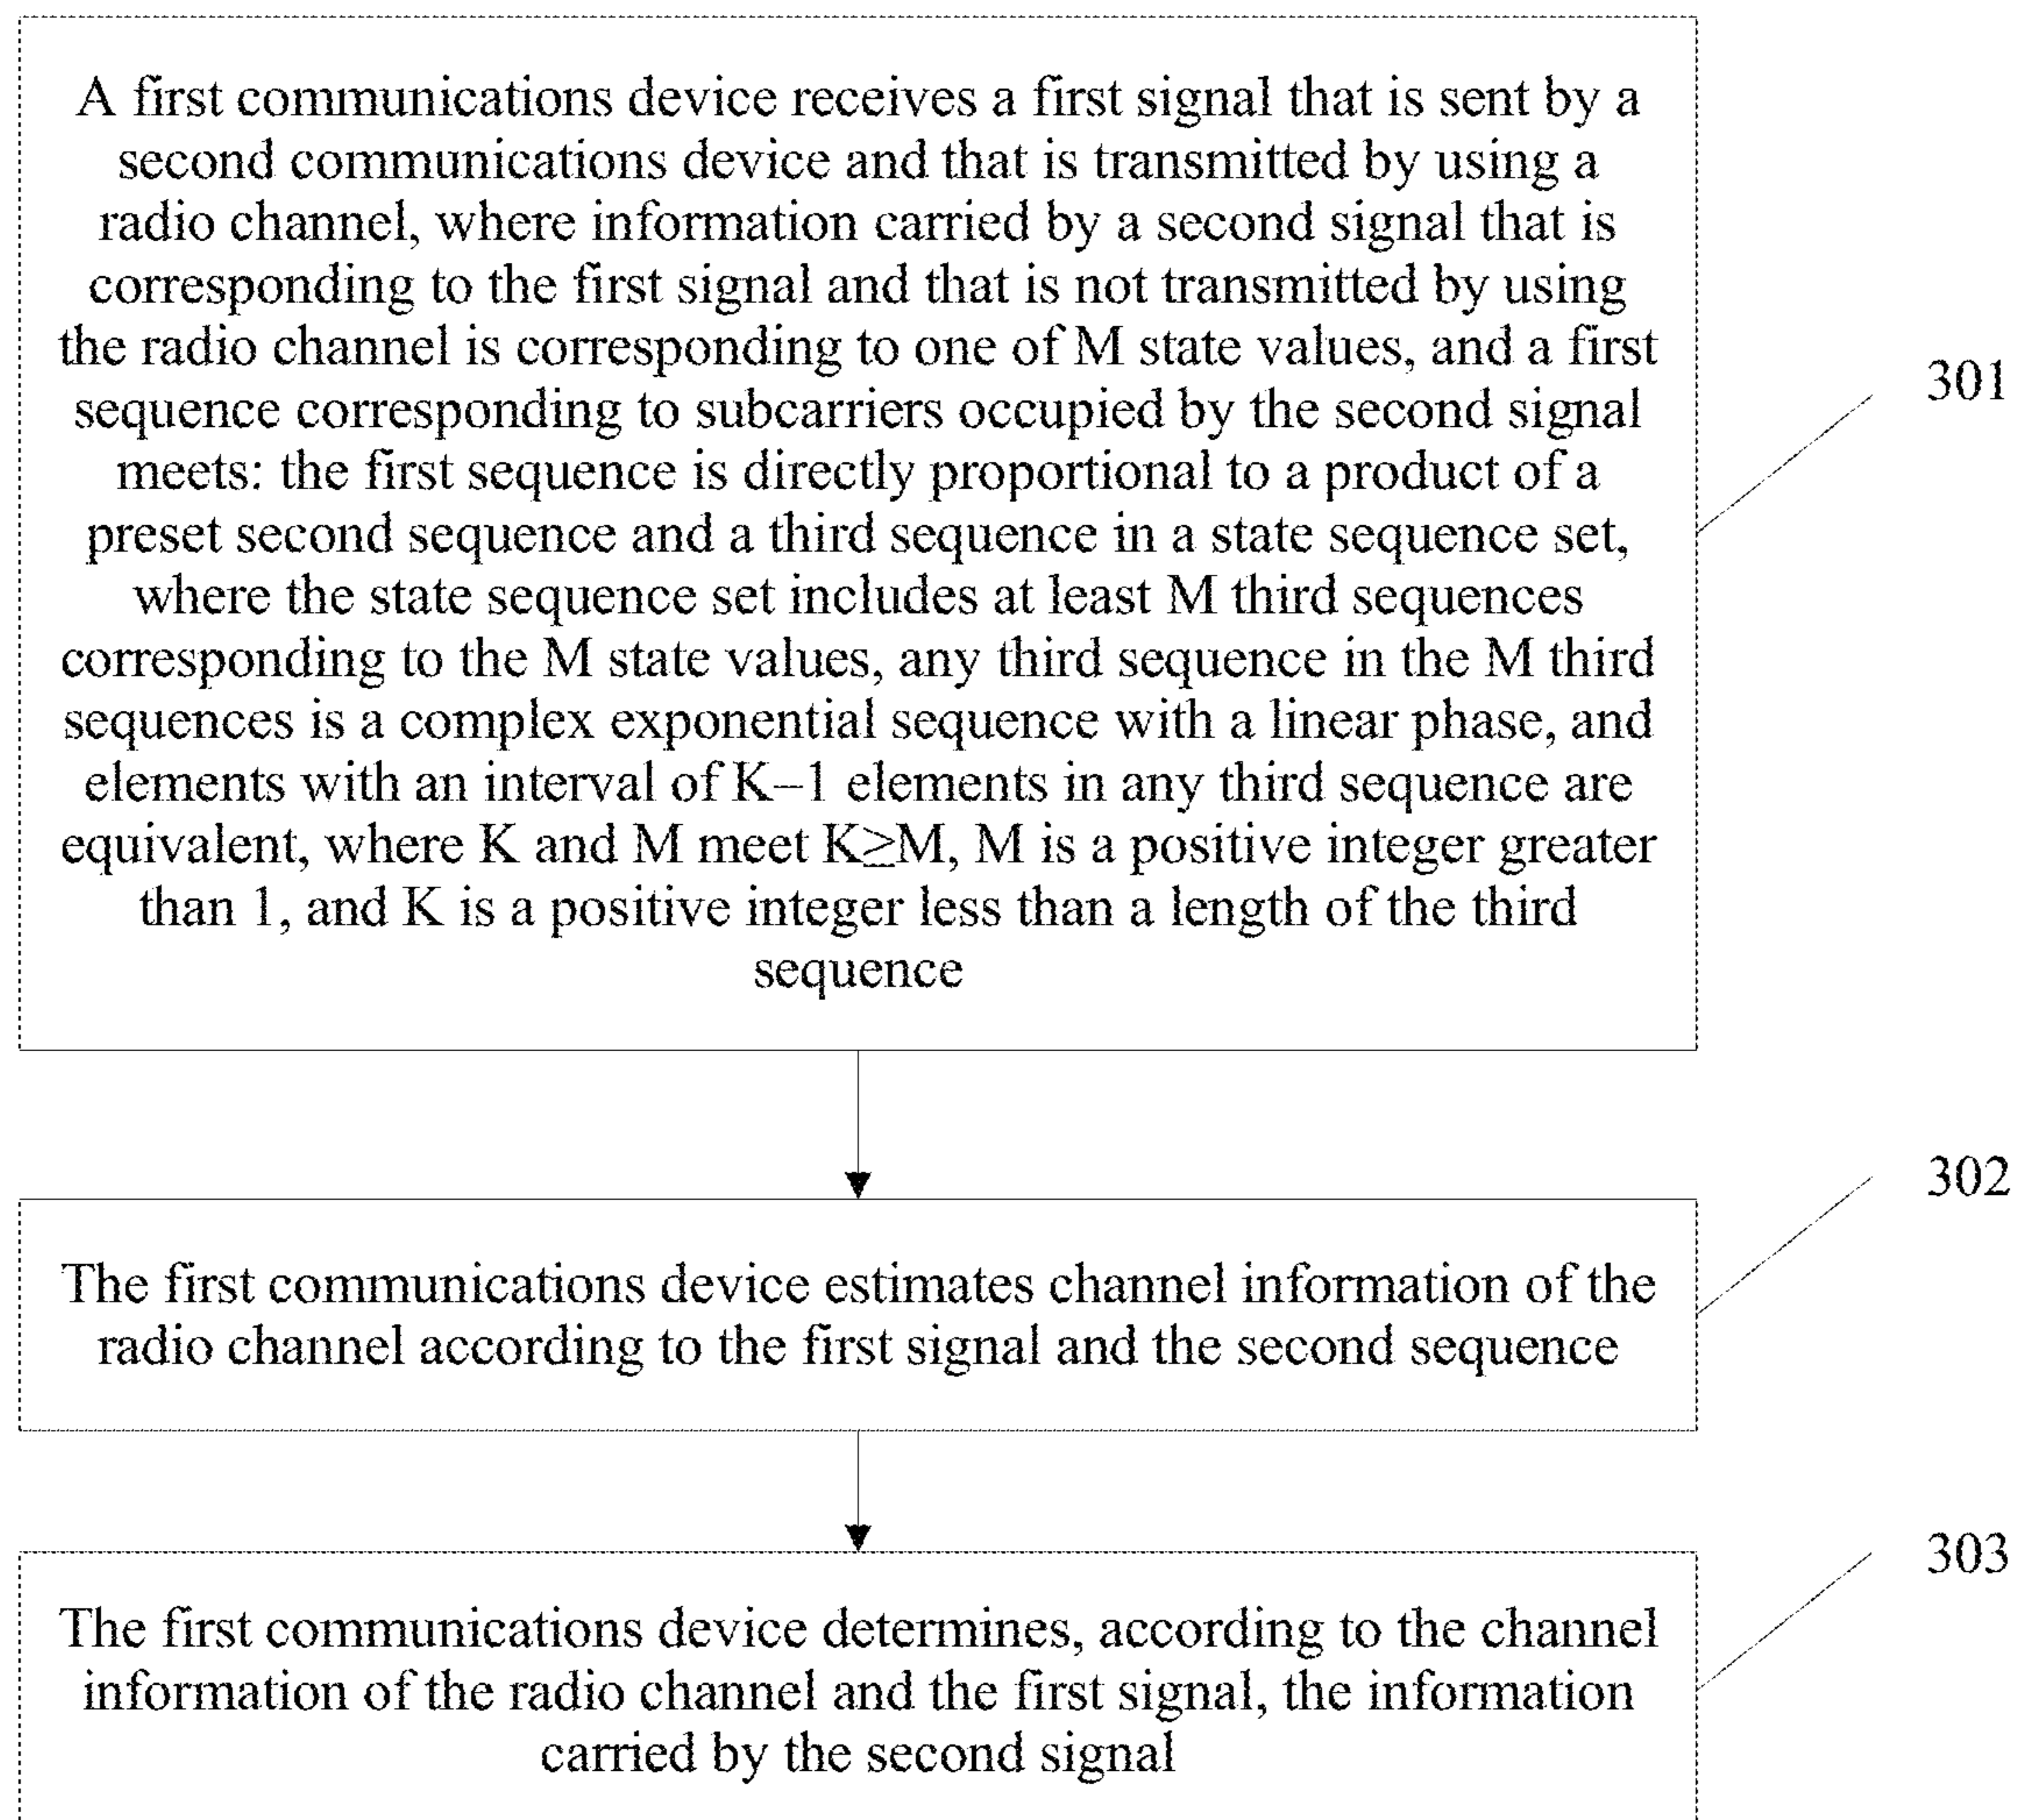 A first communications device receives a first signal that is sent by a
second communications device and that is transmitted by using a
radio channel, where information carried by a second signal that is
corresponding to the first signal and that is not transmitted by using
the radio channel is corresponding to one of M state values, and a first
sequence corresponding to subcarriers occupied by the second signal
meets: the first sequence is directly proportional to a product of a
preset second sequence and a third sequence in a state sequence set,
where the state sequence set includes at least M third sequences
corresponding to the M state values, any third sequence in the M third
sequences is a complex exponential sequence with a linear phase, and
elements with an interval of K–1 elements in any third sequence are
equivalent, where K and M meet K≥M, M is a positive integer greater
than 1, and K is a positive integer less than a length of the third
sequence
301
The first communications device estimates channel information of the
radio channel according to the first signal and the second sequence
302
The first communications device determines, according to the channel
information of the radio channel and the first signal, the information
carried by the second signal
303